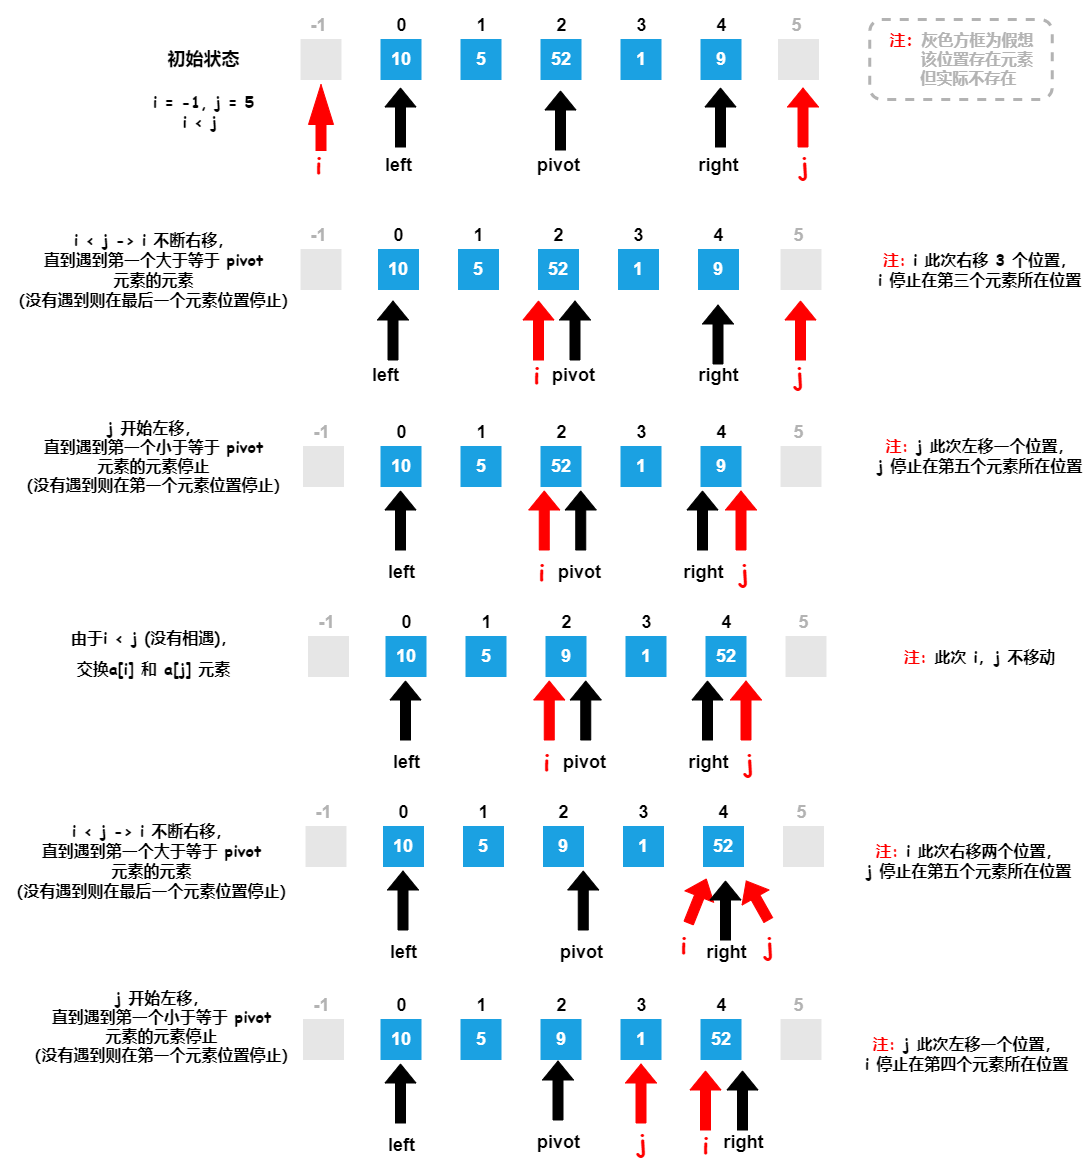 -1 0 1 2 3 4 5
初始状态
10 5 52 1 9
注：灰色方框为假想
该位置存在元素
但实际不存在
i = -1, j = 5
i < j
i left pivot right j
i < j -> i 不断右移，
直到遇到第一个大于等于 pivot
元素的元素
(没有遇到则在最后一个元素位置停止)
-1 0 1 2 3 4 5
10 5 52 1 9
注：i 此次右移 3 个位置，
i 停止在第三个元素所在位置
left i pivot right j
j 开始左移，
直到遇到第一个小于等于 pivot
元素的元素停止
(没有遇到则在第一个元素位置停止)
-1 0 1 2 3 4 5
10 5 52 1 9
注：j 此次左移一个位置，
j 停止在第五个元素所在位置
left i pivot right j
由于i < j (没有相遇)，
交换a[i] 和 a[j] 元素
-1 0 1 2 3 4 5
10 5 9 1 52
注：此次 i，j 不移动
left i pivot right j
i < j -> i 不断右移，
直到遇到第一个大于等于 pivot
元素的元素
(没有遇到则在最后一个元素位置停止)
-1 0 1 2 3 4 5
10 5 9 1 52
注：i 此次右移两个位置，
j 停止在第五个元素所在位置
left pivot i right j
j 开始左移，
直到遇到第一个小于等于 pivot
元素的元素停止
(没有遇到则在第一个元素位置停止)
-1 0 1 2 3 4 5
10 5 9 1 52
注：j 此次左移一个位置，
i 停止在第四个元素所在位置
left pivot j i right